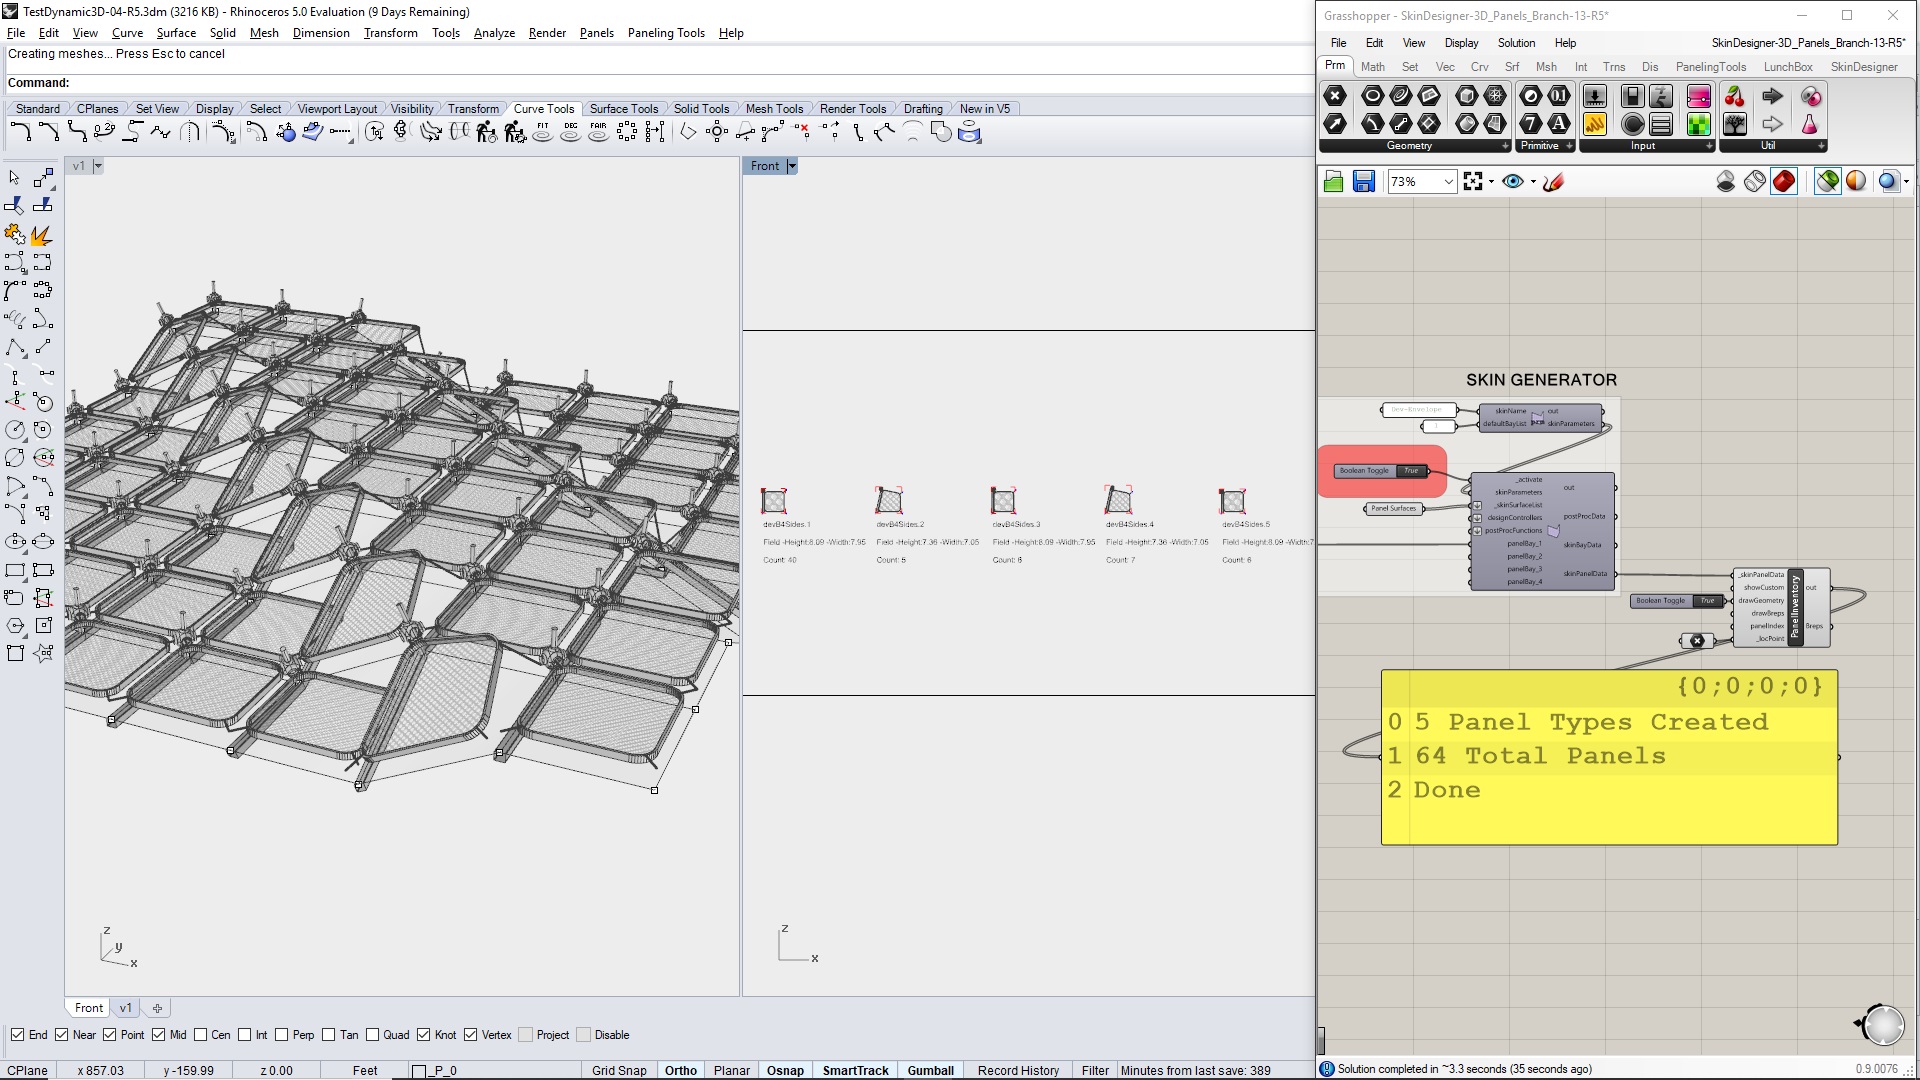 TestDynamic3D-04-R5.3dm (3216 KB) - Rhinoceros 5.0 Evaluation (9 Days Remaining)
File Edit View Curve Surface Solid Mesh Dimension Transform Tools Analyze Render Panels Paneling Tools Help
Creating meshes... Press Esc to cancel
Command:
Standard CPlanes Set View Display Select Viewport Layout Visibility Transform Curve Tools Surface Tools Solid Tools Mesh Tools Render Tools Drafting New in V5
FIT DEG FAIR
v1
Front
devB4Sides.1 devB4Sides.2 devB4Sides.3 devB4Sides.4 devB4Sides.5
Field -Height:8.09 -Width:7.95 Field -Height:7.36 -Width:7.05 Field -Height:8.09 -Width:7.95 Field -Height:7.36 -Width:7.05 Field -Height:8.09 -Width:7
Count: 40 Count: 5 Count: 6 Count: 7 Count: 6
z
y
x
z
x
Front v1
End Near Point Mid Cen Int Perp Tan Quad Knot Vertex Project Disable
CPlane x 857.03 y -159.99 z 0.00 Feet _P_0 Grid Snap Ortho Planar Osnap SmartTrack Gumball Record History Filter Minutes from last save: 389
Grasshopper - SkinDesigner-3D_Panels_Branch-13-R5*
File Edit View Display Solution Help SkinDesigner-3D_Panels_Branch-13-R5*
Prm Math Set Vec Crv Srf Msh Int Trns Dis PanelingTools LunchBox SkinDesigner
Geometry Primitive Input Util
73%
SKIN GENERATOR
Dev-Envelope
1
skinName out
defaultBayList skinParameters
Boolean Toggle True
Panel Surfaces
_activate out
skinParameters
_skinSurfaceList
designControllers postProcData
postProcFunctions
panelBay_1 skinBayData
panelBay_2
panelBay_3
panelBay_4 skinPanelData
Boolean Toggle True
_skinPanelData
showCustom out
drawGeometry
drawBreps
panelIndex Breps
_locPoint
PanelInventory
{0;0;0;0}
0 5 Panel Types Created
1 64 Total Panels
2 Done
Solution completed in ~3.3 seconds (35 seconds ago) 0.9.0076